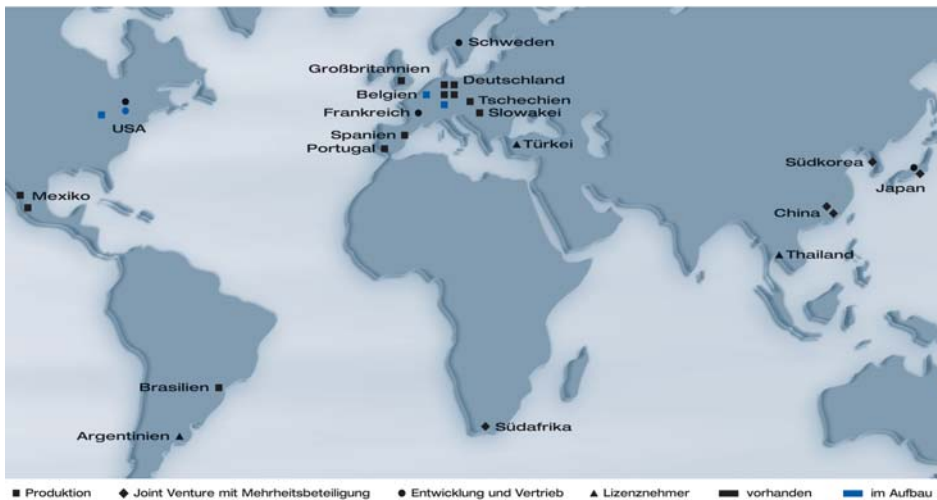 Schweden
Großbritannien
Deutschland
Belgien
Tschechien
Frankreich
Slowakei
USA
Spanien
Türkei
Portugal
Südkorea
Japan
Mexiko
China
Thailand
Brasilien
Südafrika
Argentinien
Produktion Joint Venture mit Mehrheitsbeteiligung Entwicklung und Vertrieb Lizenznehmer vorhanden im Aufbau